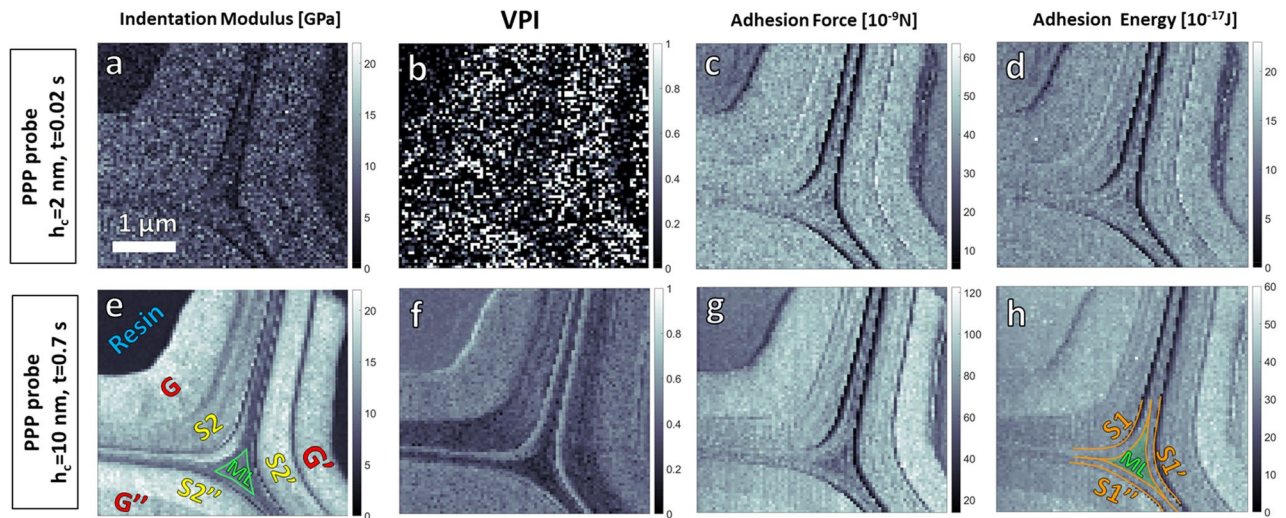 Indentation Modulus [GPa]
VPI
Adhesion Force [10⁻⁹N]
Adhesion Energy [10⁻¹⁷J]
PPP probe
h_c=2 nm, t=0.02 s
a
1 µm
20
15
10
5
0
b
1
0.8
0.6
0.4
0.2
0
c
60
50
40
30
20
10
d
20
15
10
5
0
PPP probe
h_c=10 nm, t=0.7 s
e
Resin
G
S2
ML
S2'
G'
S2''
G''
20
15
10
5
0
f
1
0.8
0.6
0.4
0.2
0
g
120
100
80
60
40
20
h
S1
ML
S1'
S1''
60
50
40
30
20
10
0